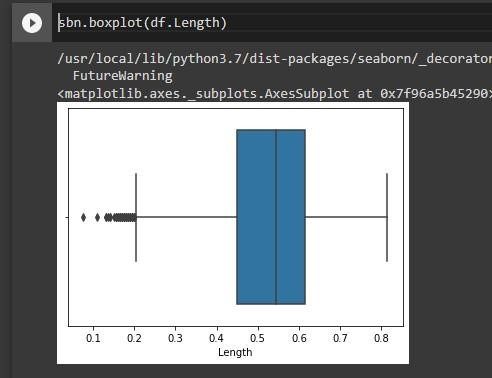 sbn.boxplot(df.Length)
/usr/local/lib/python3.7/dist-packages/seaborn/_decorator
FutureWarning
<matplotlib.axes._subplots.AxesSubplot at 0x7f96a5b45290>
0.1 0.2 0.3 0.4 0.5 0.6 0.7 0.8
Length